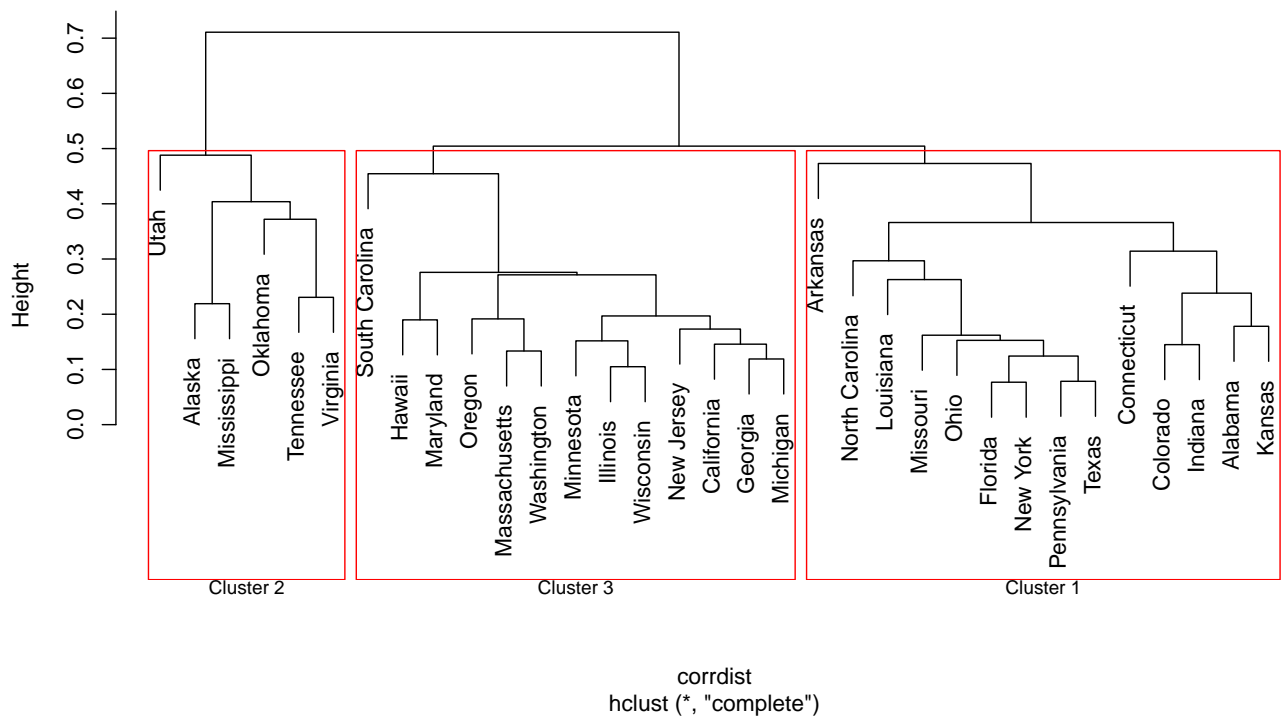 0.7
0.6
0.5
0.4
0.3
0.2
0.1
0.0
Height
Utah
Alaska
Mississippi
Oklahoma
Tennessee
Virginia
South Carolina
Hawaii
Maryland
Oregon
Massachusetts
Washington
Minnesota
Illinois
Wisconsin
New Jersey
California
Georgia
Michigan
Arkansas
North Carolina
Louisiana
Missouri
Ohio
Florida
New York
Pennsylvania
Texas
Connecticut
Colorado
Indiana
Alabama
Kansas
Cluster 2
Cluster 3
Cluster 1
corrdist
hclust (*, "complete")